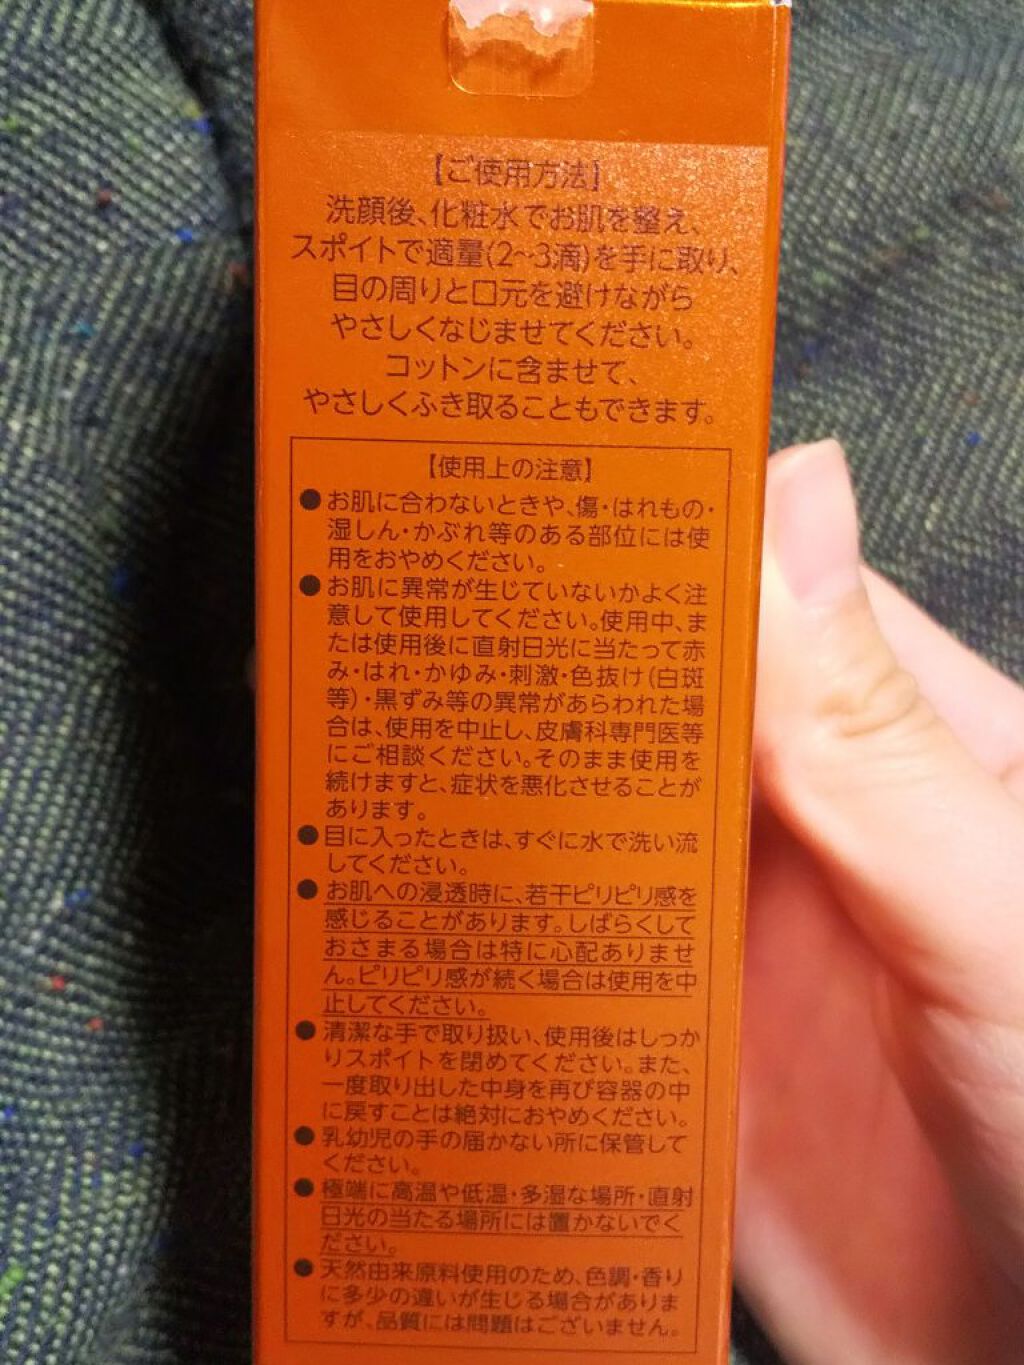 【ご使用方法】
洗顔後、化粧水でお肌を整え、
スポイトで適量(2〜3滴)を手に取り、
目の周りと口元を避けながら
やさしくなじませてください。
コットンに含ませて、
やさしくふき取ることもできます。
【使用上の注意】
●お肌に合わないときや、傷・はれもの・
湿しん・かぶれ等のある部位には使
用をおやめください。
●お肌に異常が生じていないかよく注
意して使用してください。使用中、ま
たは使用後に直射日光に当たって赤
み・はれ・かゆみ・刺激・色抜け(白斑
等)・黒ずみ等の異常があらわれた場
合は、使用を中止し、皮膚科専門医等
にご相談ください。そのまま使用を
続けますと、症状を悪化させることが
あります。
●目に入ったときは、すぐに水で洗い流
してください。
●お肌への浸透時に、若干ピリピリ感を
感じることがあります。しばらくして
おさまる場合は特に心配ありませ
ん。ピリピリ感が続く場合は使用を中
止してください。
●清潔な手で取り扱い、使用後はしっか
りスポイトを閉めてください。また、
一度取り出した中身を再び容器の中
に戻すことは絶対におやめください。
●乳幼児の手の届かない所に保管して
ください。
●極端に高温や低温・多湿な場所・直射
日光の当たる場所には置かないでく
ださい。
●天然由来原料使用のため、色調・香り
に多少の違いが生じる場合がありま
すが、品質には問題はございません。